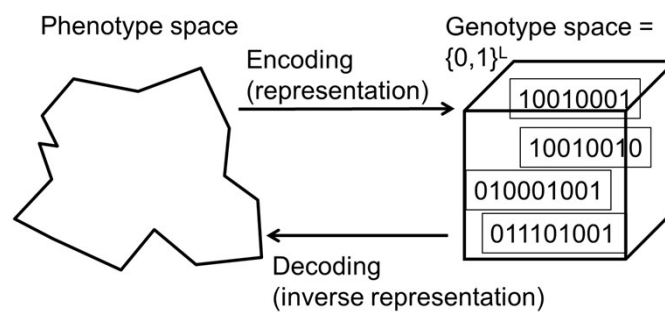 Phenotype space
Encoding
(representation)
Genotype space =
{0,1}ᴸ
10010001
10010010
010001001
011101001
Decoding
(inverse representation)